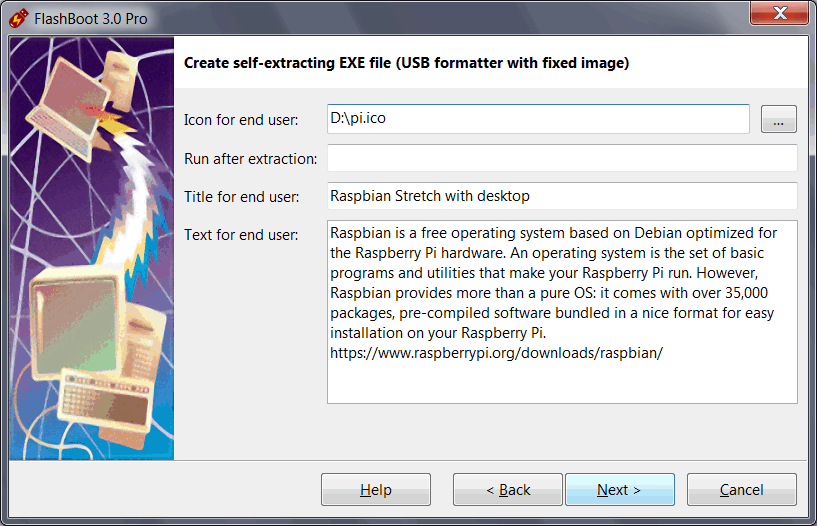 FlashBoot 3.0 Pro
Create self-extracting EXE file (USB formatter with fixed image)
Icon for end user: D:\pi.ico ...
Run after extraction:
Title for end user: Raspbian Stretch with desktop
Text for end user: Raspbian is a free operating system based on Debian optimized for
the Raspberry Pi hardware. An operating system is the set of basic
programs and utilities that make your Raspberry Pi run. However,
Raspbian provides more than a pure OS: it comes with over 35,000
packages, pre-compiled software bundled in a nice format for easy
installation on your Raspberry Pi.
https://www.raspberrypi.org/downloads/raspbian/
Help < Back Next > Cancel